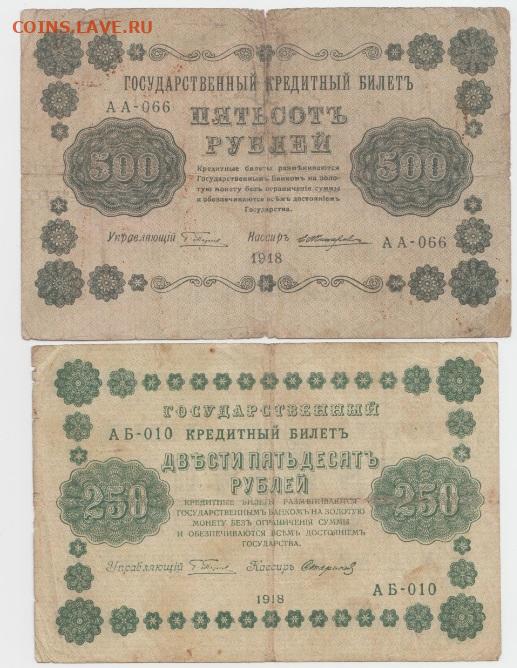 COINS.LAVE.RU
ГОСУДАРСТВЕННЫЙ КРЕДИТНЫЙ БИЛЕТЪ
АА-066
ПЯТЬСОТЪ
РУБЛЕЙ
500
500
Кредитные билеты размѣниваются
Государственнымъ Банкомъ на золо-
тую монету безъ ограниченія суммы
и обезпечиваются всѣмъ достояніемъ
Государства.
Управляющій
Кассиръ
АА-066
1918
ГОСУДАРСТВЕННЫЙ
АБ-010 КРЕДИТНЫЙ БИЛЕТЪ
ДВѢСТИ ПЯТЬДЕСЯТЪ
РУБЛЕЙ
250
250
КРЕДИТНЫЕ БИЛЕТЫ РАЗМѢНИВАЮТСЯ
ГОСУДАРСТВЕННЫМЪ БАНКОМЪ НА ЗОЛОТУЮ
МОНЕТУ БЕЗЪ ОГРАНИЧЕНІЯ СУММЫ
И ОБЕЗПЕЧИВАЮТСЯ ВСѢМЪ ДОСТОЯНІЕМЪ
ГОСУДАРСТВА.
Управляющій
Кассиръ
АБ-010
1918